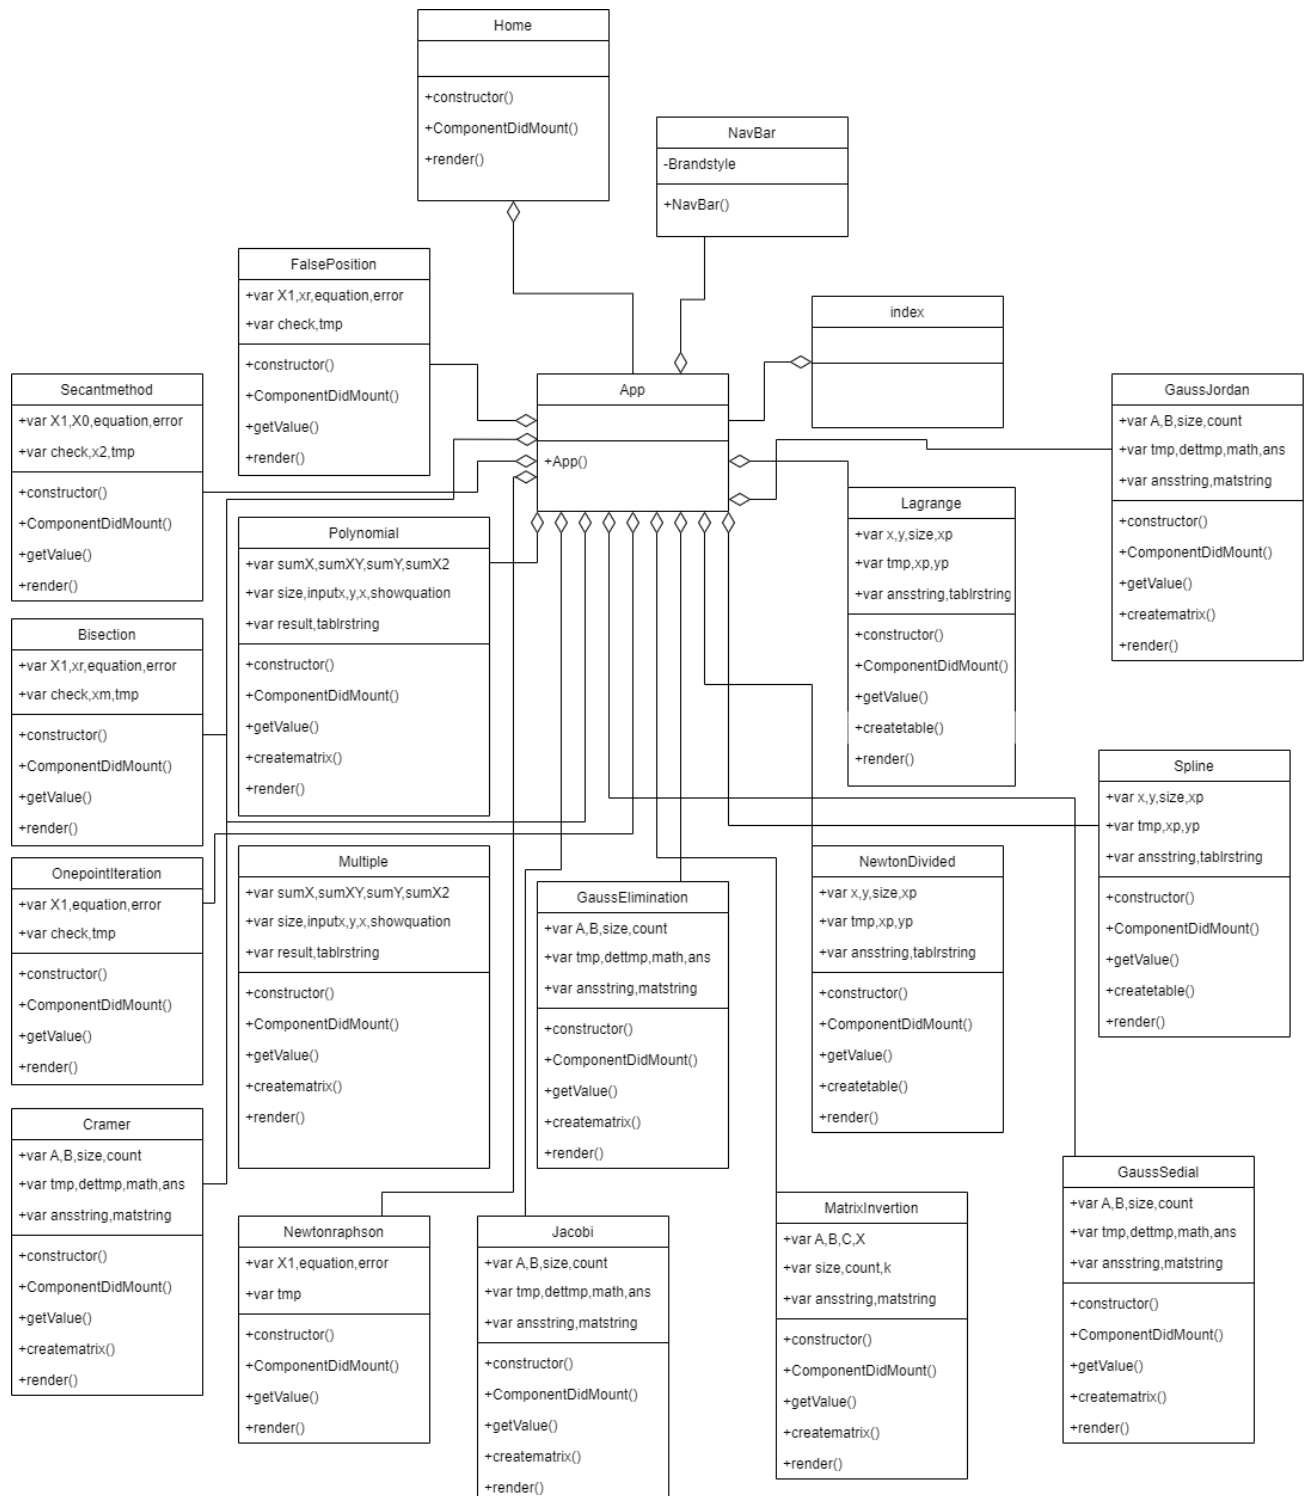 Home
+constructor()
+ComponentDidMount()
+render()
NavBar
-Brandstyle
+NavBar()
FalsePosition
+var X1,xr,equation,error
+var check,tmp
+constructor()
+ComponentDidMount()
+getValue()
+render()
index
Secantmethod
+var X1,X0,equation,error
+var check,x2,tmp
+constructor()
+ComponentDidMount()
+getValue()
+render()
App
+App()
GaussJordan
+var A,B,size,count
+var tmp,dettmp,math,ans
+var ansstring,matstring
+constructor()
+ComponentDidMount()
+getValue()
+creatematrix()
+render()
Lagrange
+var x,y,size,xp
+var tmp,xp,yp
+var ansstring,tablrstring
+constructor()
+ComponentDidMount()
+getValue()
+createtable()
+render()
Polynomial
+var sumX,sumXY,sumY,sumX2
+var size,inputx,y,x,showquation
+var result,tablrstring
+constructor()
+ComponentDidMount()
+getValue()
+creatematrix()
+render()
Bisection
+var X1,xr,equation,error
+var check,xm,tmp
+constructor()
+ComponentDidMount()
+getValue()
+render()
Spline
+var x,y,size,xp
+var tmp,xp,yp
+var ansstring,tablrstring
+constructor()
+ComponentDidMount()
+getValue()
+createtable()
+render()
OnepointIteration
+var X1,equation,error
+var check,tmp
+constructor()
+ComponentDidMount()
+getValue()
+render()
Multiple
+var sumX,sumXY,sumY,sumX2
+var size,inputx,y,x,showquation
+var result,tablrstring
+constructor()
+ComponentDidMount()
+getValue()
+creatematrix()
+render()
GaussElimination
+var A,B,size,count
+var tmp,dettmp,math,ans
+var ansstring,matstring
+constructor()
+ComponentDidMount()
+getValue()
+creatematrix()
+render()
NewtonDivided
+var x,y,size,xp
+var tmp,xp,yp
+var ansstring,tablrstring
+constructor()
+ComponentDidMount()
+getValue()
+createtable()
+render()
Cramer
+var A,B,size,count
+var tmp,dettmp,math,ans
+var ansstring,matstring
+constructor()
+ComponentDidMount()
+getValue()
+creatematrix()
+render()
Newtonraphson
+var X1,equation,error
+var tmp
+constructor()
+ComponentDidMount()
+getValue()
+render()
Jacobi
+var A,B,size,count
+var tmp,dettmp,math,ans
+var ansstring,matstring
+constructor()
+ComponentDidMount()
+getValue()
+creatematrix()
+render()
MatrixInvertion
+var A,B,C,X
+var size,count,k
+var ansstring,matstring
+constructor()
+ComponentDidMount()
+getValue()
+creatematrix()
+render()
GaussSedial
+var A,B,size,count
+var tmp,dettmp,math,ans
+var ansstring,matstring
+constructor()
+ComponentDidMount()
+getValue()
+creatematrix()
+render()